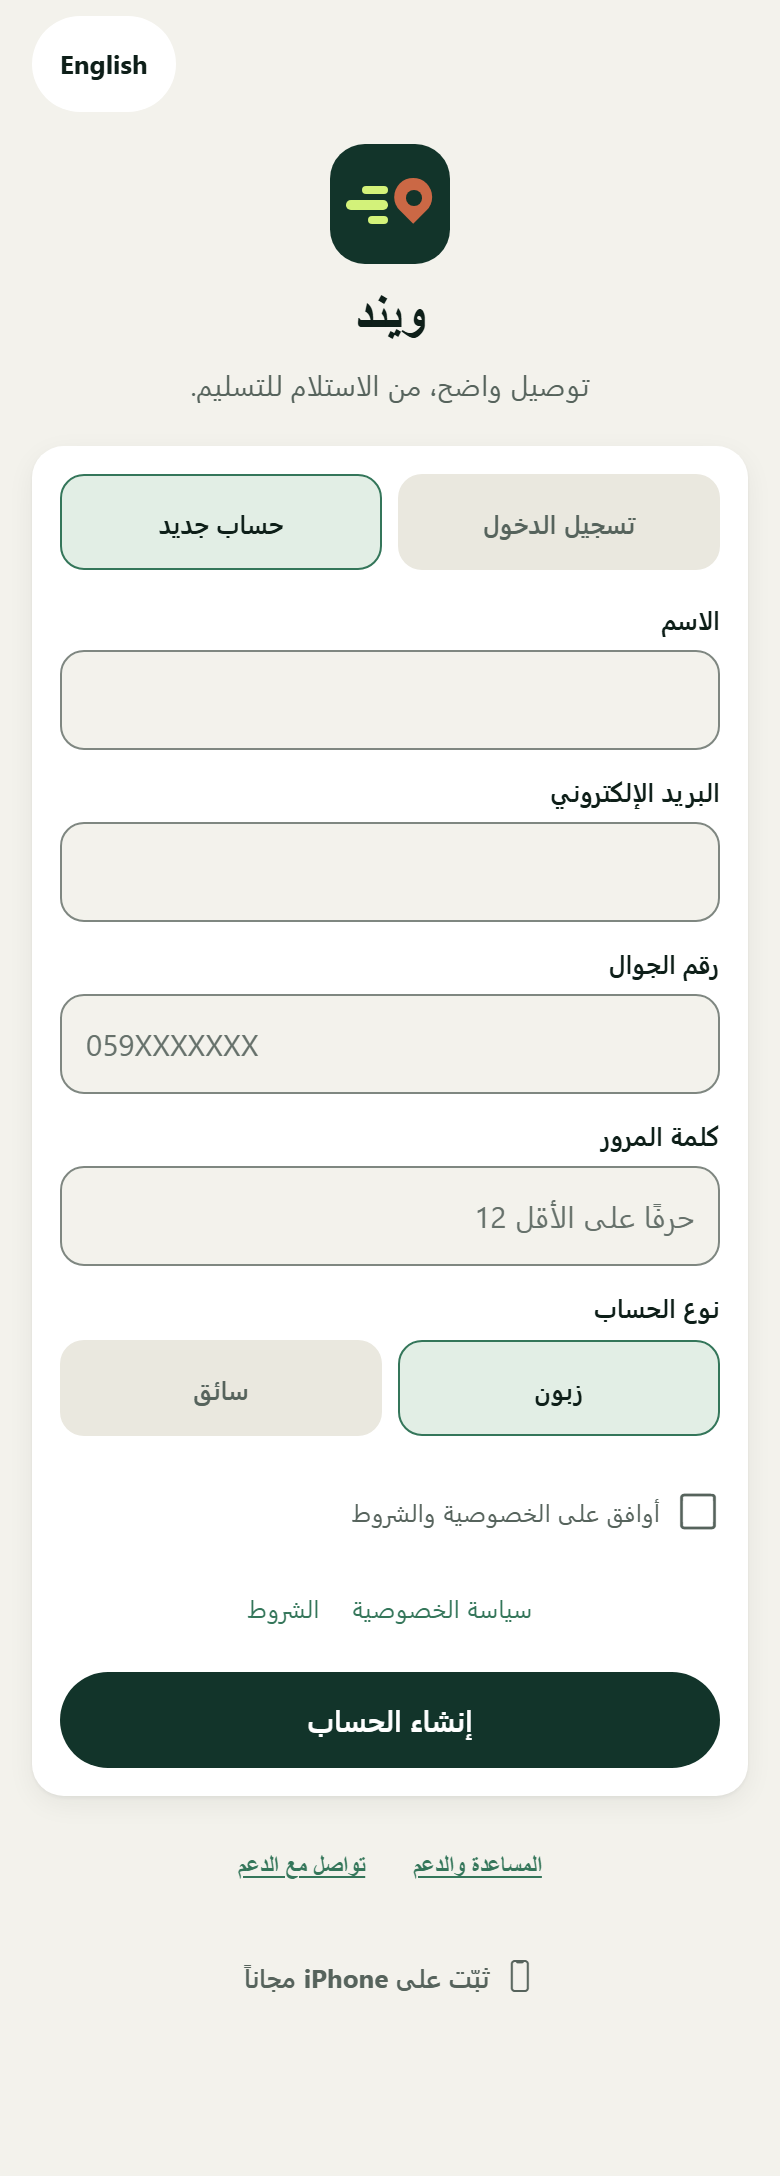 English
ويند
توصيل واضح، من الاستلام للتسليم.
تسجيل الدخول
حساب جديد
الاسم
البريد الإلكتروني
رقم الجوال
059XXXXXXX
كلمة المرور
حرفًا على الأقل 12
نوع الحساب
زبون
سائق
أوافق على الخصوصية والشروط
سياسة الخصوصية
الشروط
إنشاء الحساب
المساعدة والدعم
تواصل مع الدعم
ثبّت على iPhone مجاناً